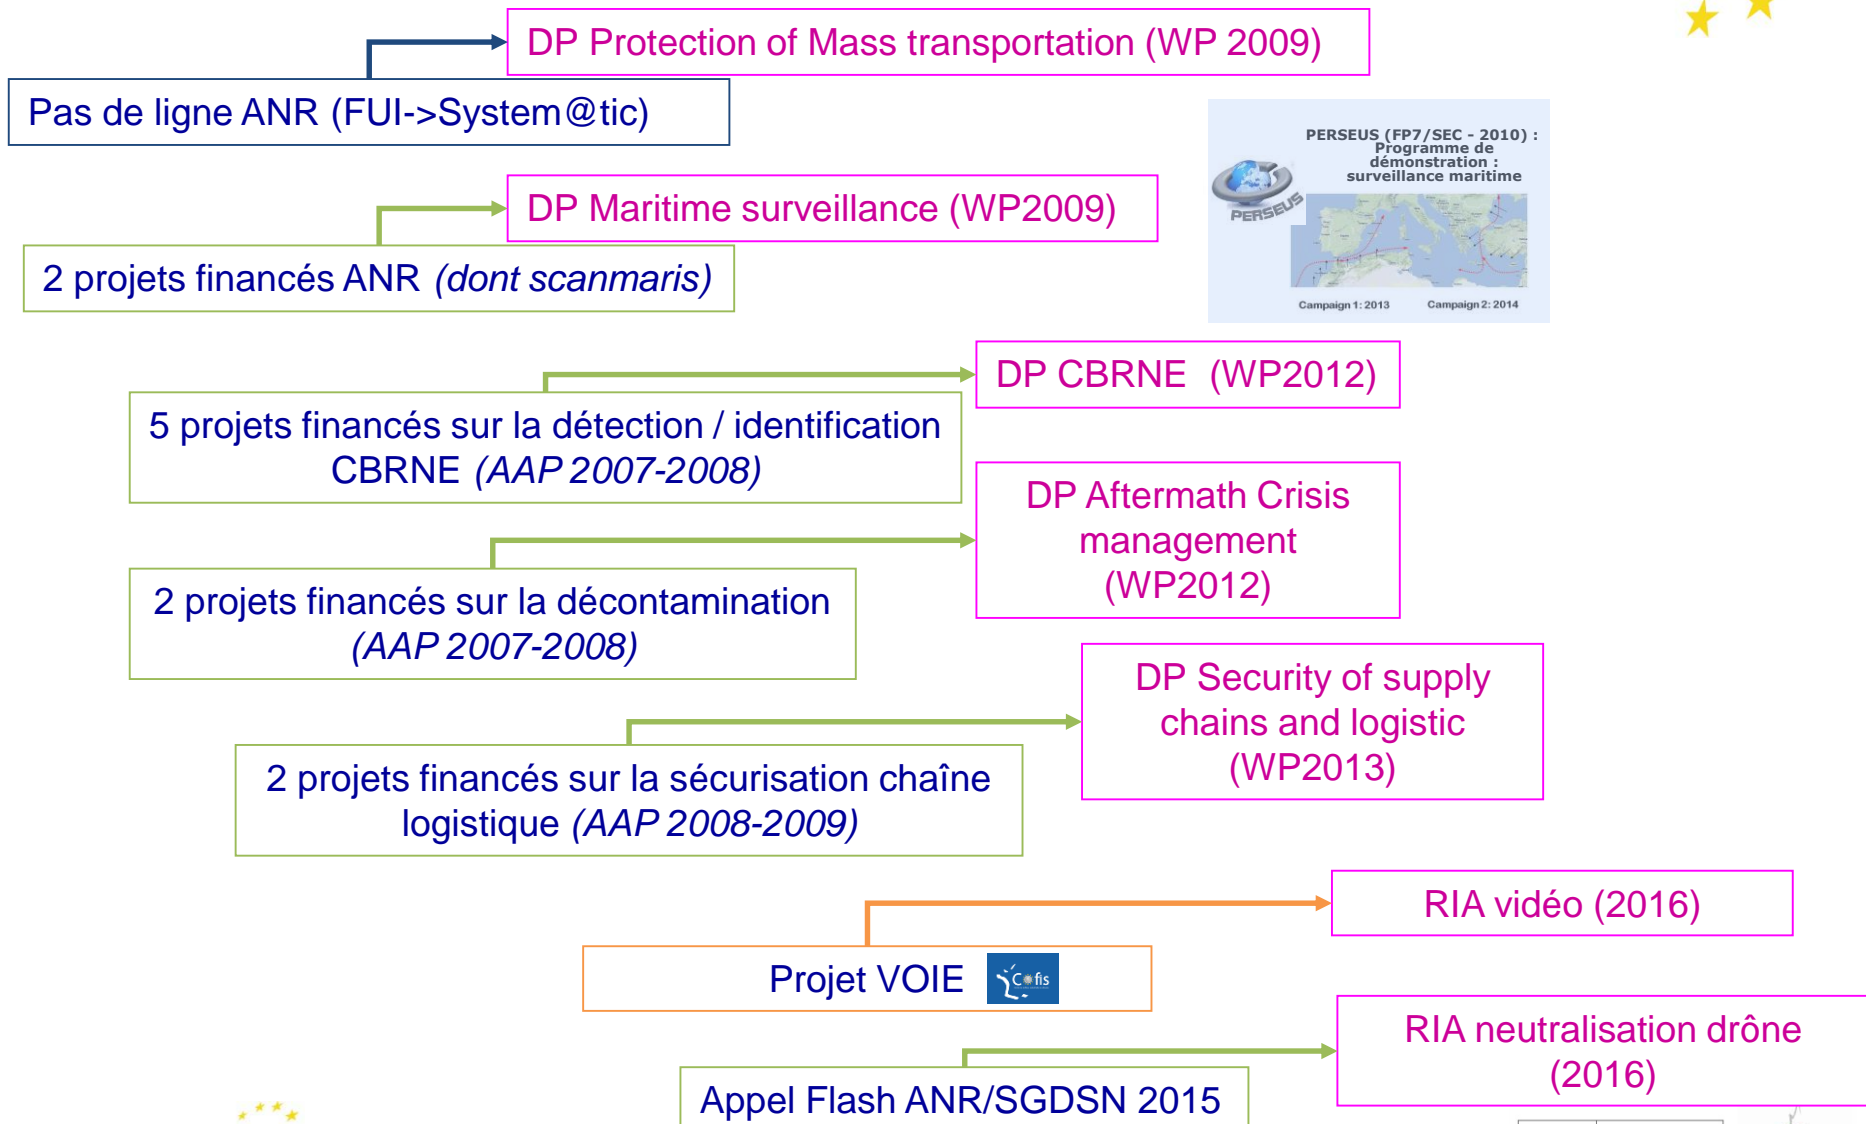 DP Protection of Mass transportation (WP 2009)
Pas de ligne ANR (FUI->System@tic)
PERSEUS (FP7/SEC - 2010) :
Programme de
démonstration :
surveillance maritime
PERSEUS
Campaign 1: 2013 Campaign 2: 2014
DP Maritime surveillance (WP2009)
2 projets financés ANR (dont scanmaris)
DP CBRNE (WP2012)
5 projets financés sur la détection / identification
CBRNE (AAP 2007-2008)
DP Aftermath Crisis
management
(WP2012)
2 projets financés sur la décontamination
(AAP 2007-2008)
DP Security of supply
chains and logistic
(WP2013)
2 projets financés sur la sécurisation chaîne
logistique (AAP 2008-2009)
RIA vidéo (2016)
Projet VOIE
Cofis
RIA neutralisation drône
(2016)
Appel Flash ANR/SGDSN 2015